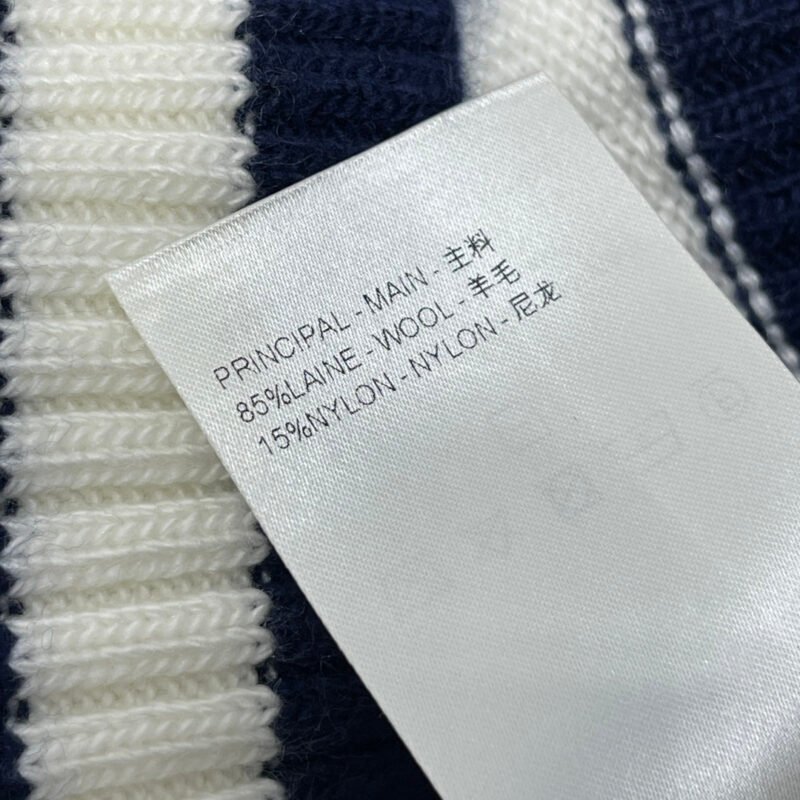 PRINCIPAL - MAIN - 主料
85%LAINE - WOOL - 羊毛
15%NYLON - NYLON - 尼龙